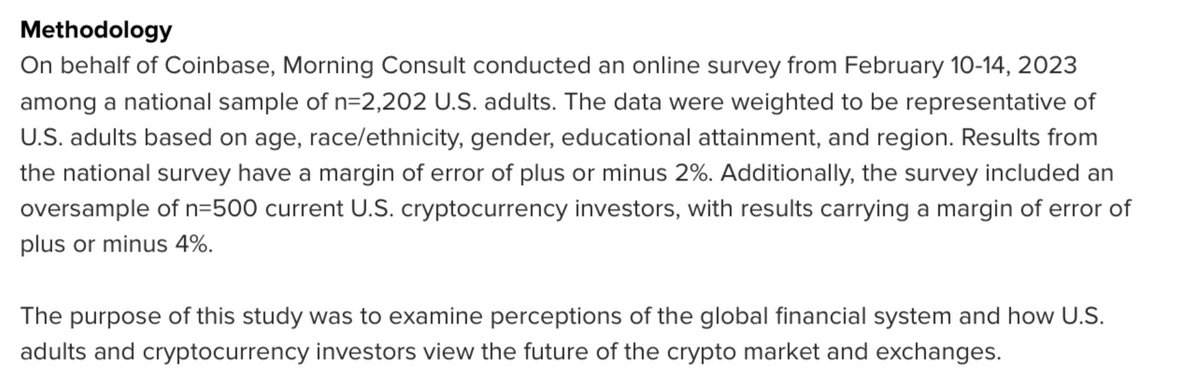 Methodology
On behalf of Coinbase, Morning Consult conducted an online survey from February 10-14, 2023
among a national sample of n=2,202 U.S. adults. The data were weighted to be representative of
U.S. adults based on age, race/ethnicity, gender, educational attainment, and region. Results from
the national survey have a margin of error of plus or minus 2%. Additionally, the survey included an
oversample of n=500 current U.S. cryptocurrency investors, with results carrying a margin of error of
plus or minus 4%.
The purpose of this study was to examine perceptions of the global financial system and how U.S.
adults and cryptocurrency investors view the future of the crypto market and exchanges.